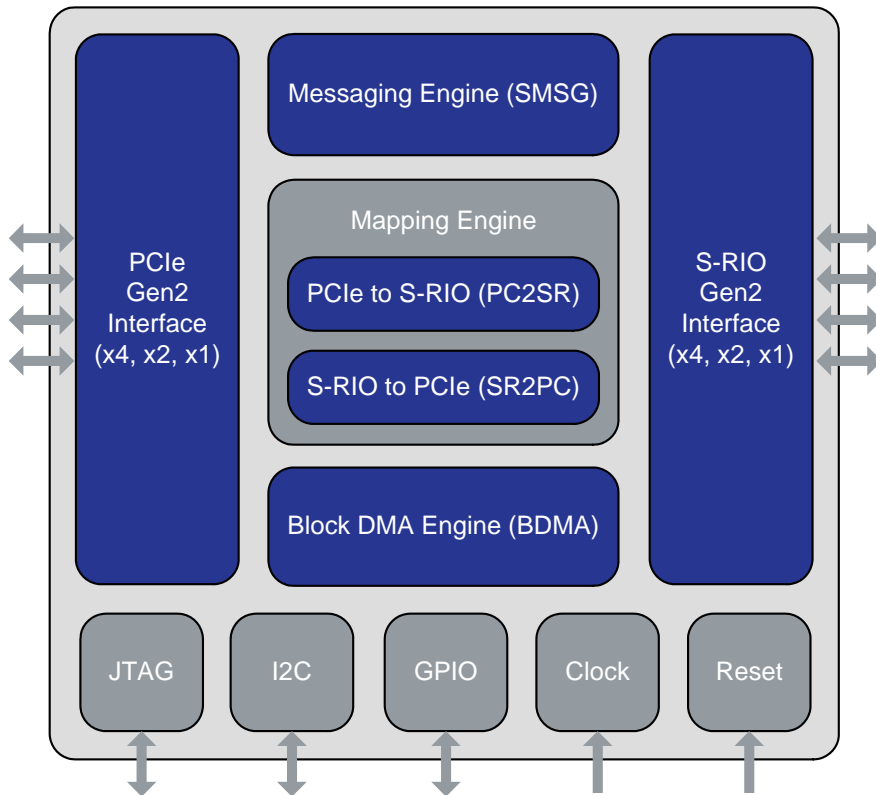 Messaging Engine (SMSG)
Mapping Engine
PCIe
Gen2
Interface
(x4, x2, x1)
PCIe to S-RIO (PC2SR)
S-RIO to PCIe (SR2PC)
S-RIO
Gen2
Interface
(x4, x2, x1)
Block DMA Engine (BDMA)
JTAG
I2C
GPIO
Clock
Reset